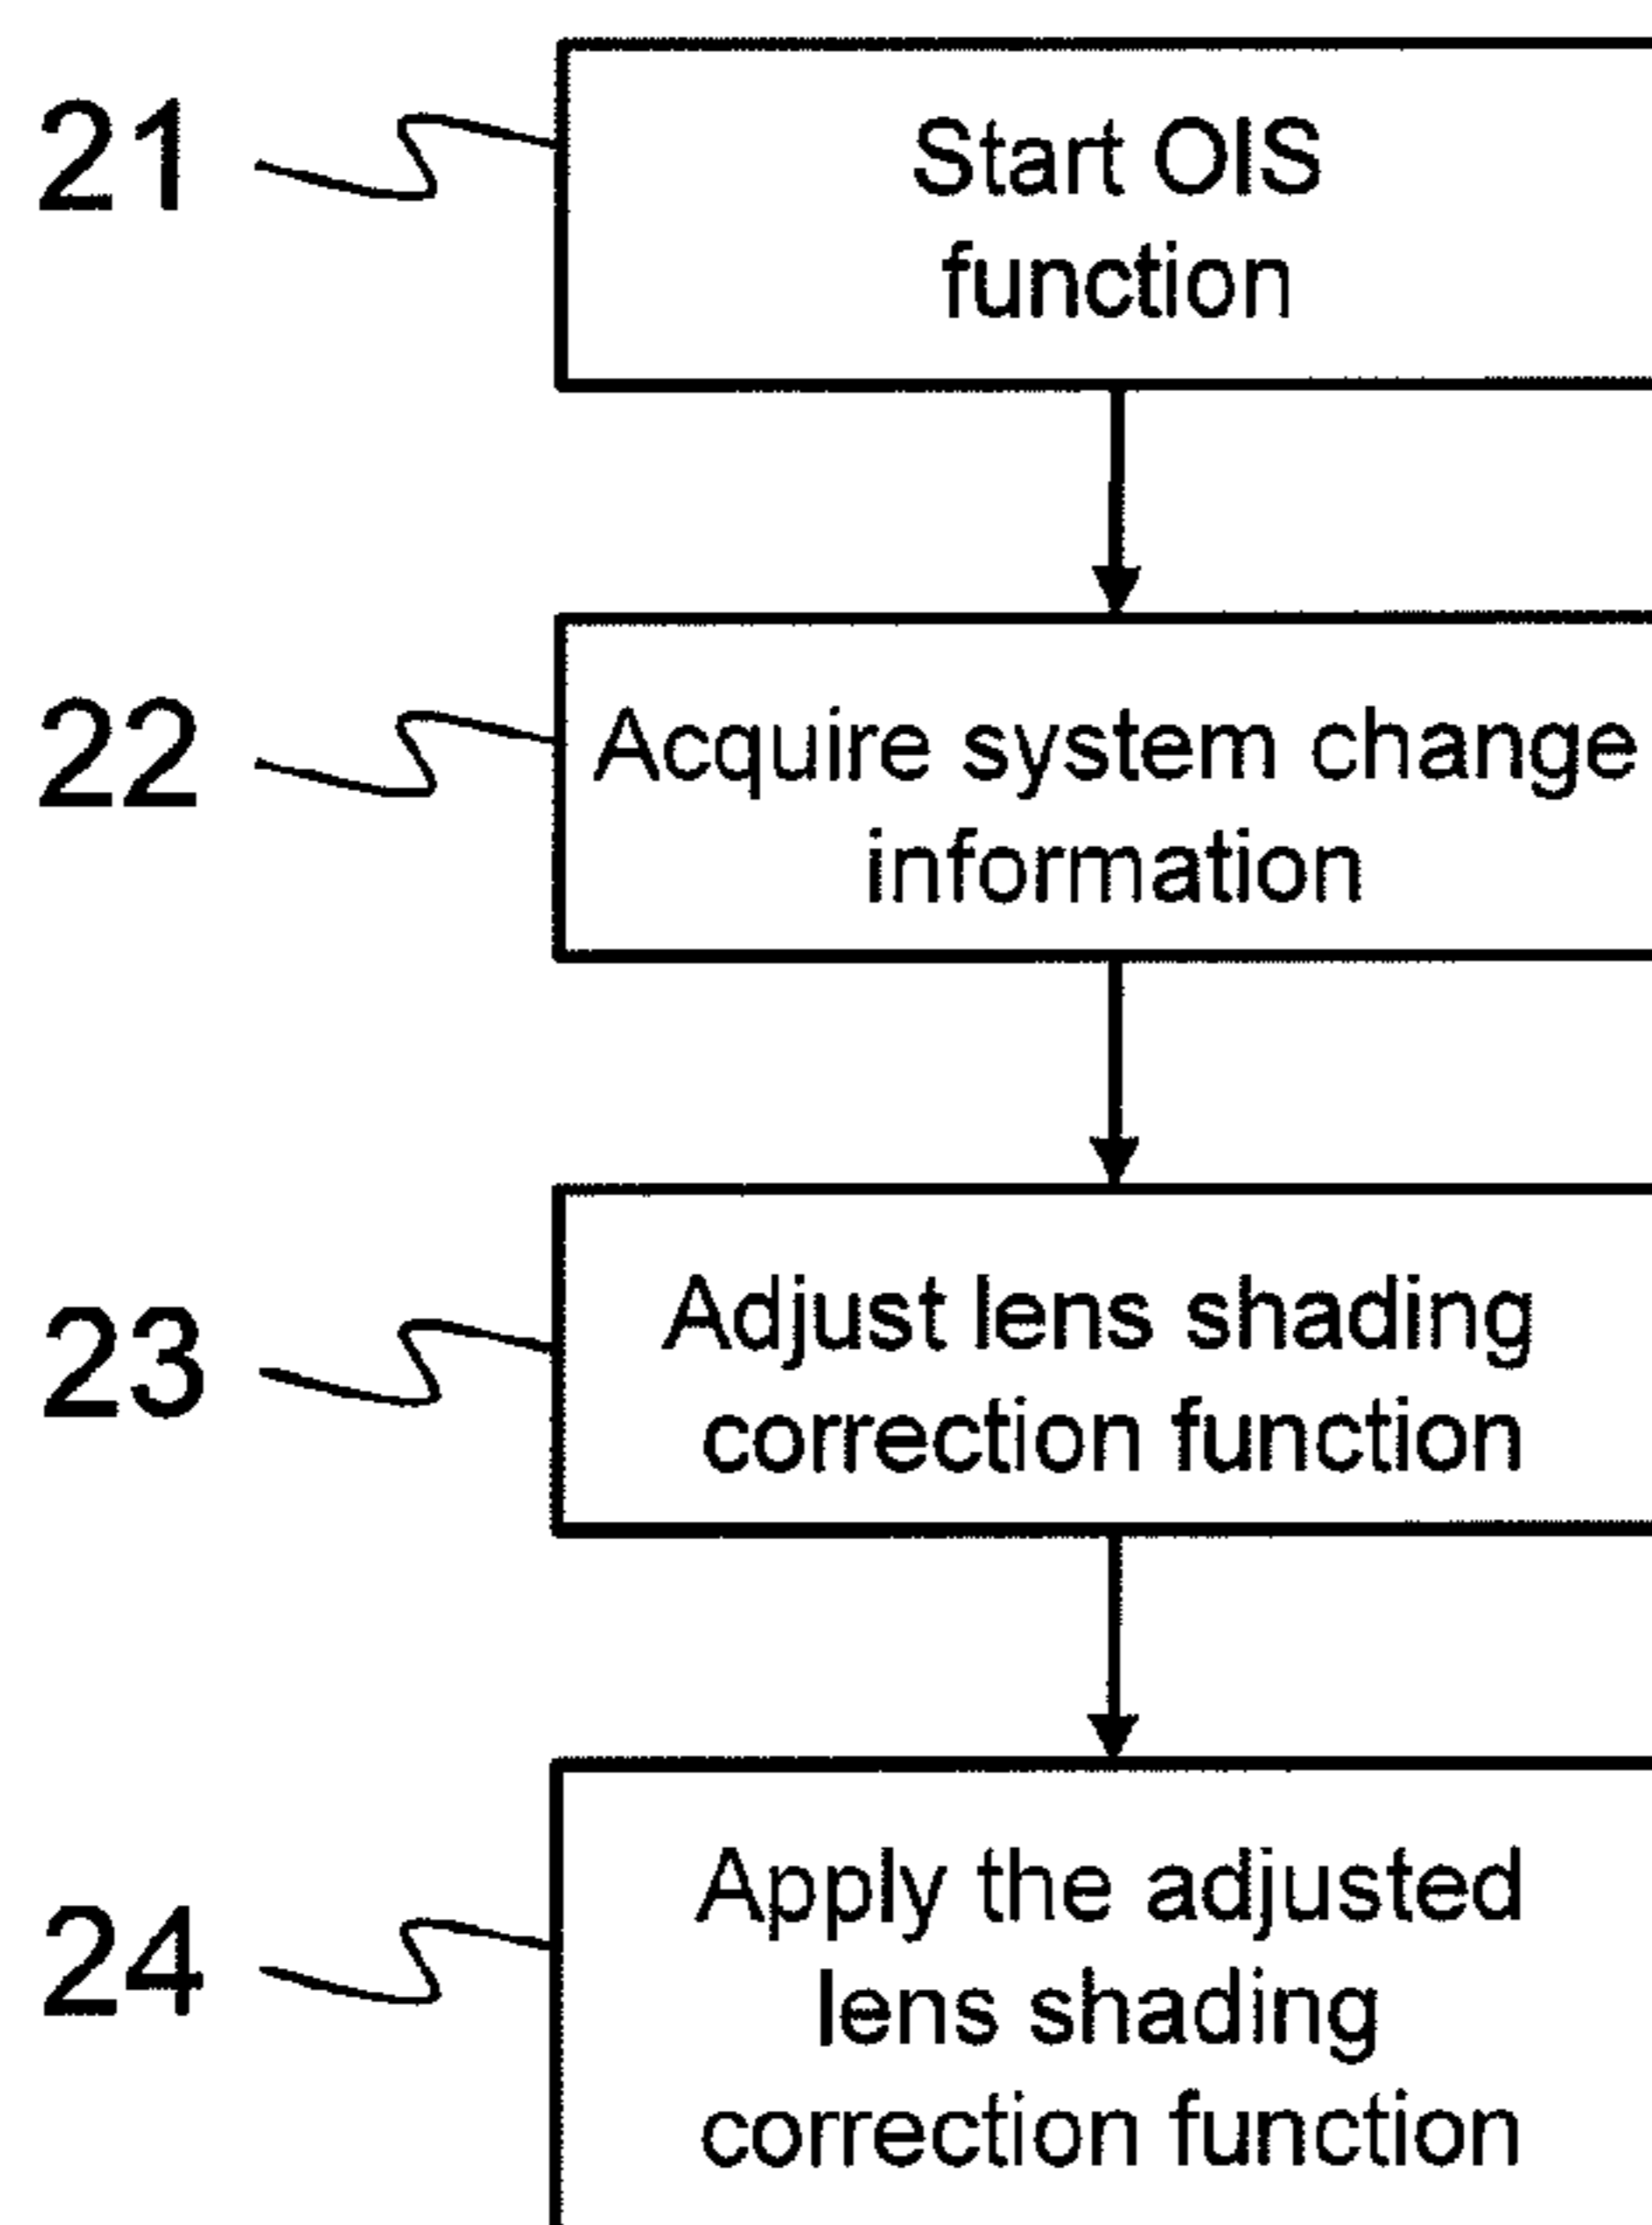 21
Start OIS
function
22
Acquire system change
information
23
Adjust lens shading
correction function
24
Apply the adjusted
lens shading
correction function